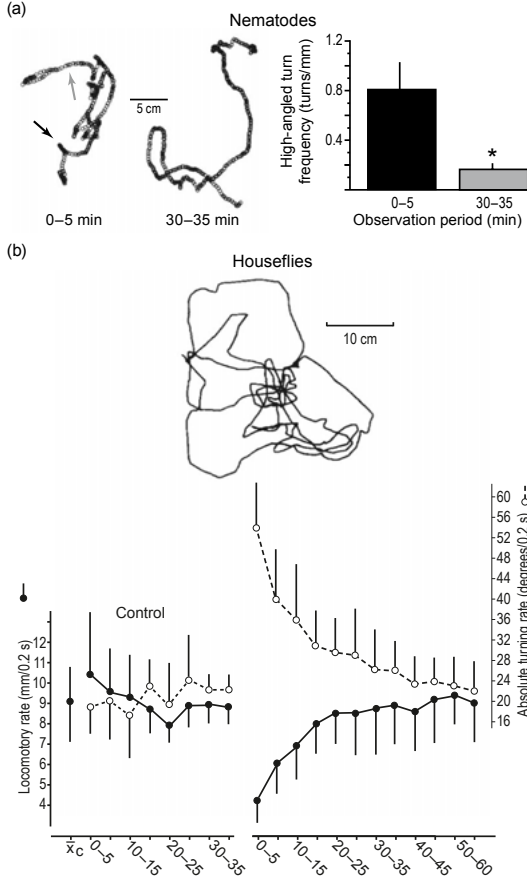 (a)
Nematodes
5 cm
0–5 min
30–35 min
High-angled turn
frequency (turns/mm)
1.2
0.8
0.4
*
0–5
30–35
Observation period (min)
(b)
Houseflies
10 cm
Control
Locomotory rate (mm/0.2 s)
12
11
10
9
8
7
6
5
4
x̄ c
0–5
10–15
20–25
30–35
0–5
10–15
20–25
30–35
40–45
50–60
Absolute turning rate (degrees/0.2 s)
60
56
52
48
44
40
36
32
28
24
20
16